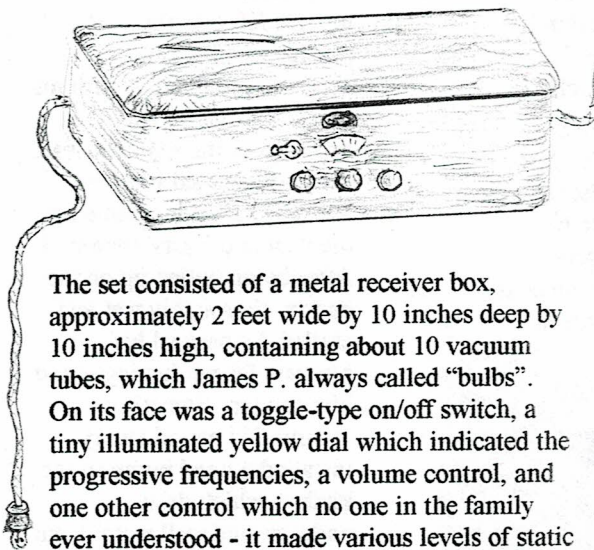 The set consisted of a metal receiver box,
approximately 2 feet wide by 10 inches deep by
10 inches high, containing about 10 vacuum
tubes, which James P. always called “bulbs”.
On its face was a toggle-type on/off switch, a
tiny illuminated yellow dial which indicated the
progressive frequencies, a volume control, and
one other control which no one in the family
ever understood - it made various levels of static